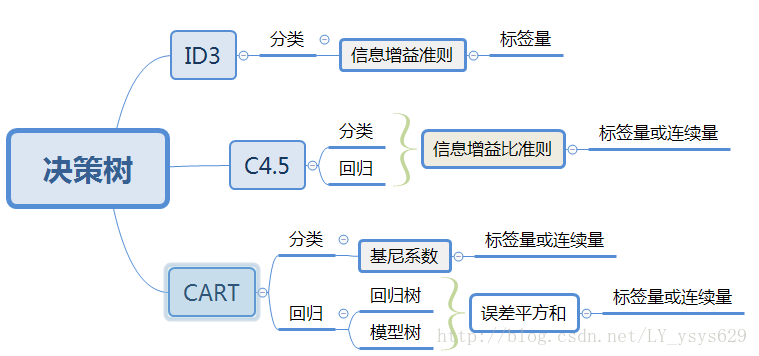 决策树
ID3
分类
信息增益准则
标签量
C4.5
分类
回归
信息增益比准则
标签量或连续量
CART
分类
基尼系数
标签量或连续量
回归
回归树
模型树
误差平方和
标签量或连续量
http://blog.csdn.net/LY_ysys629